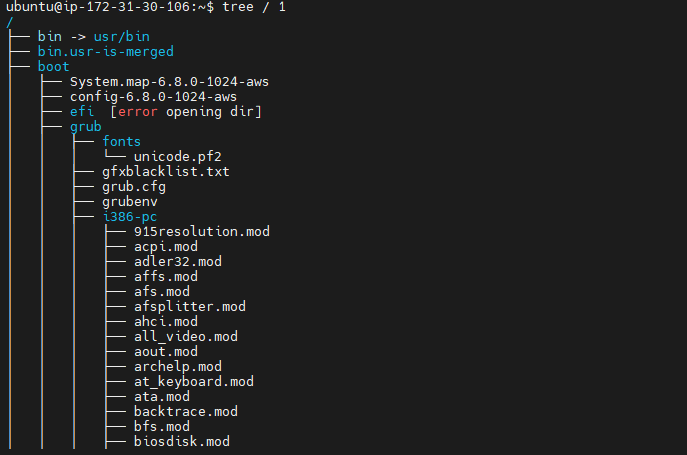 ubuntu@ip-172-31-30-106:~$ tree / 1
/
├── bin -> usr/bin
├── bin.usr-is-merged
├── boot
│   ├── System.map-6.8.0-1024-aws
│   ├── config-6.8.0-1024-aws
│   ├── efi  [error opening dir]
│   ├── grub
│   │   ├── fonts
│   │   │   └── unicode.pf2
│   │   ├── gfxblacklist.txt
│   │   ├── grub.cfg
│   │   ├── grubenv
│   │   ├── i386-pc
│   │   │   ├── 915resolution.mod
│   │   │   ├── acpi.mod
│   │   │   ├── adler32.mod
│   │   │   ├── affs.mod
│   │   │   ├── afs.mod
│   │   │   ├── afsplitter.mod
│   │   │   ├── ahci.mod
│   │   │   ├── all_video.mod
│   │   │   ├── aout.mod
│   │   │   ├── archelp.mod
│   │   │   ├── at_keyboard.mod
│   │   │   ├── ata.mod
│   │   │   ├── backtrace.mod
│   │   │   ├── bfs.mod
│   │   │   ├── biosdisk.mod